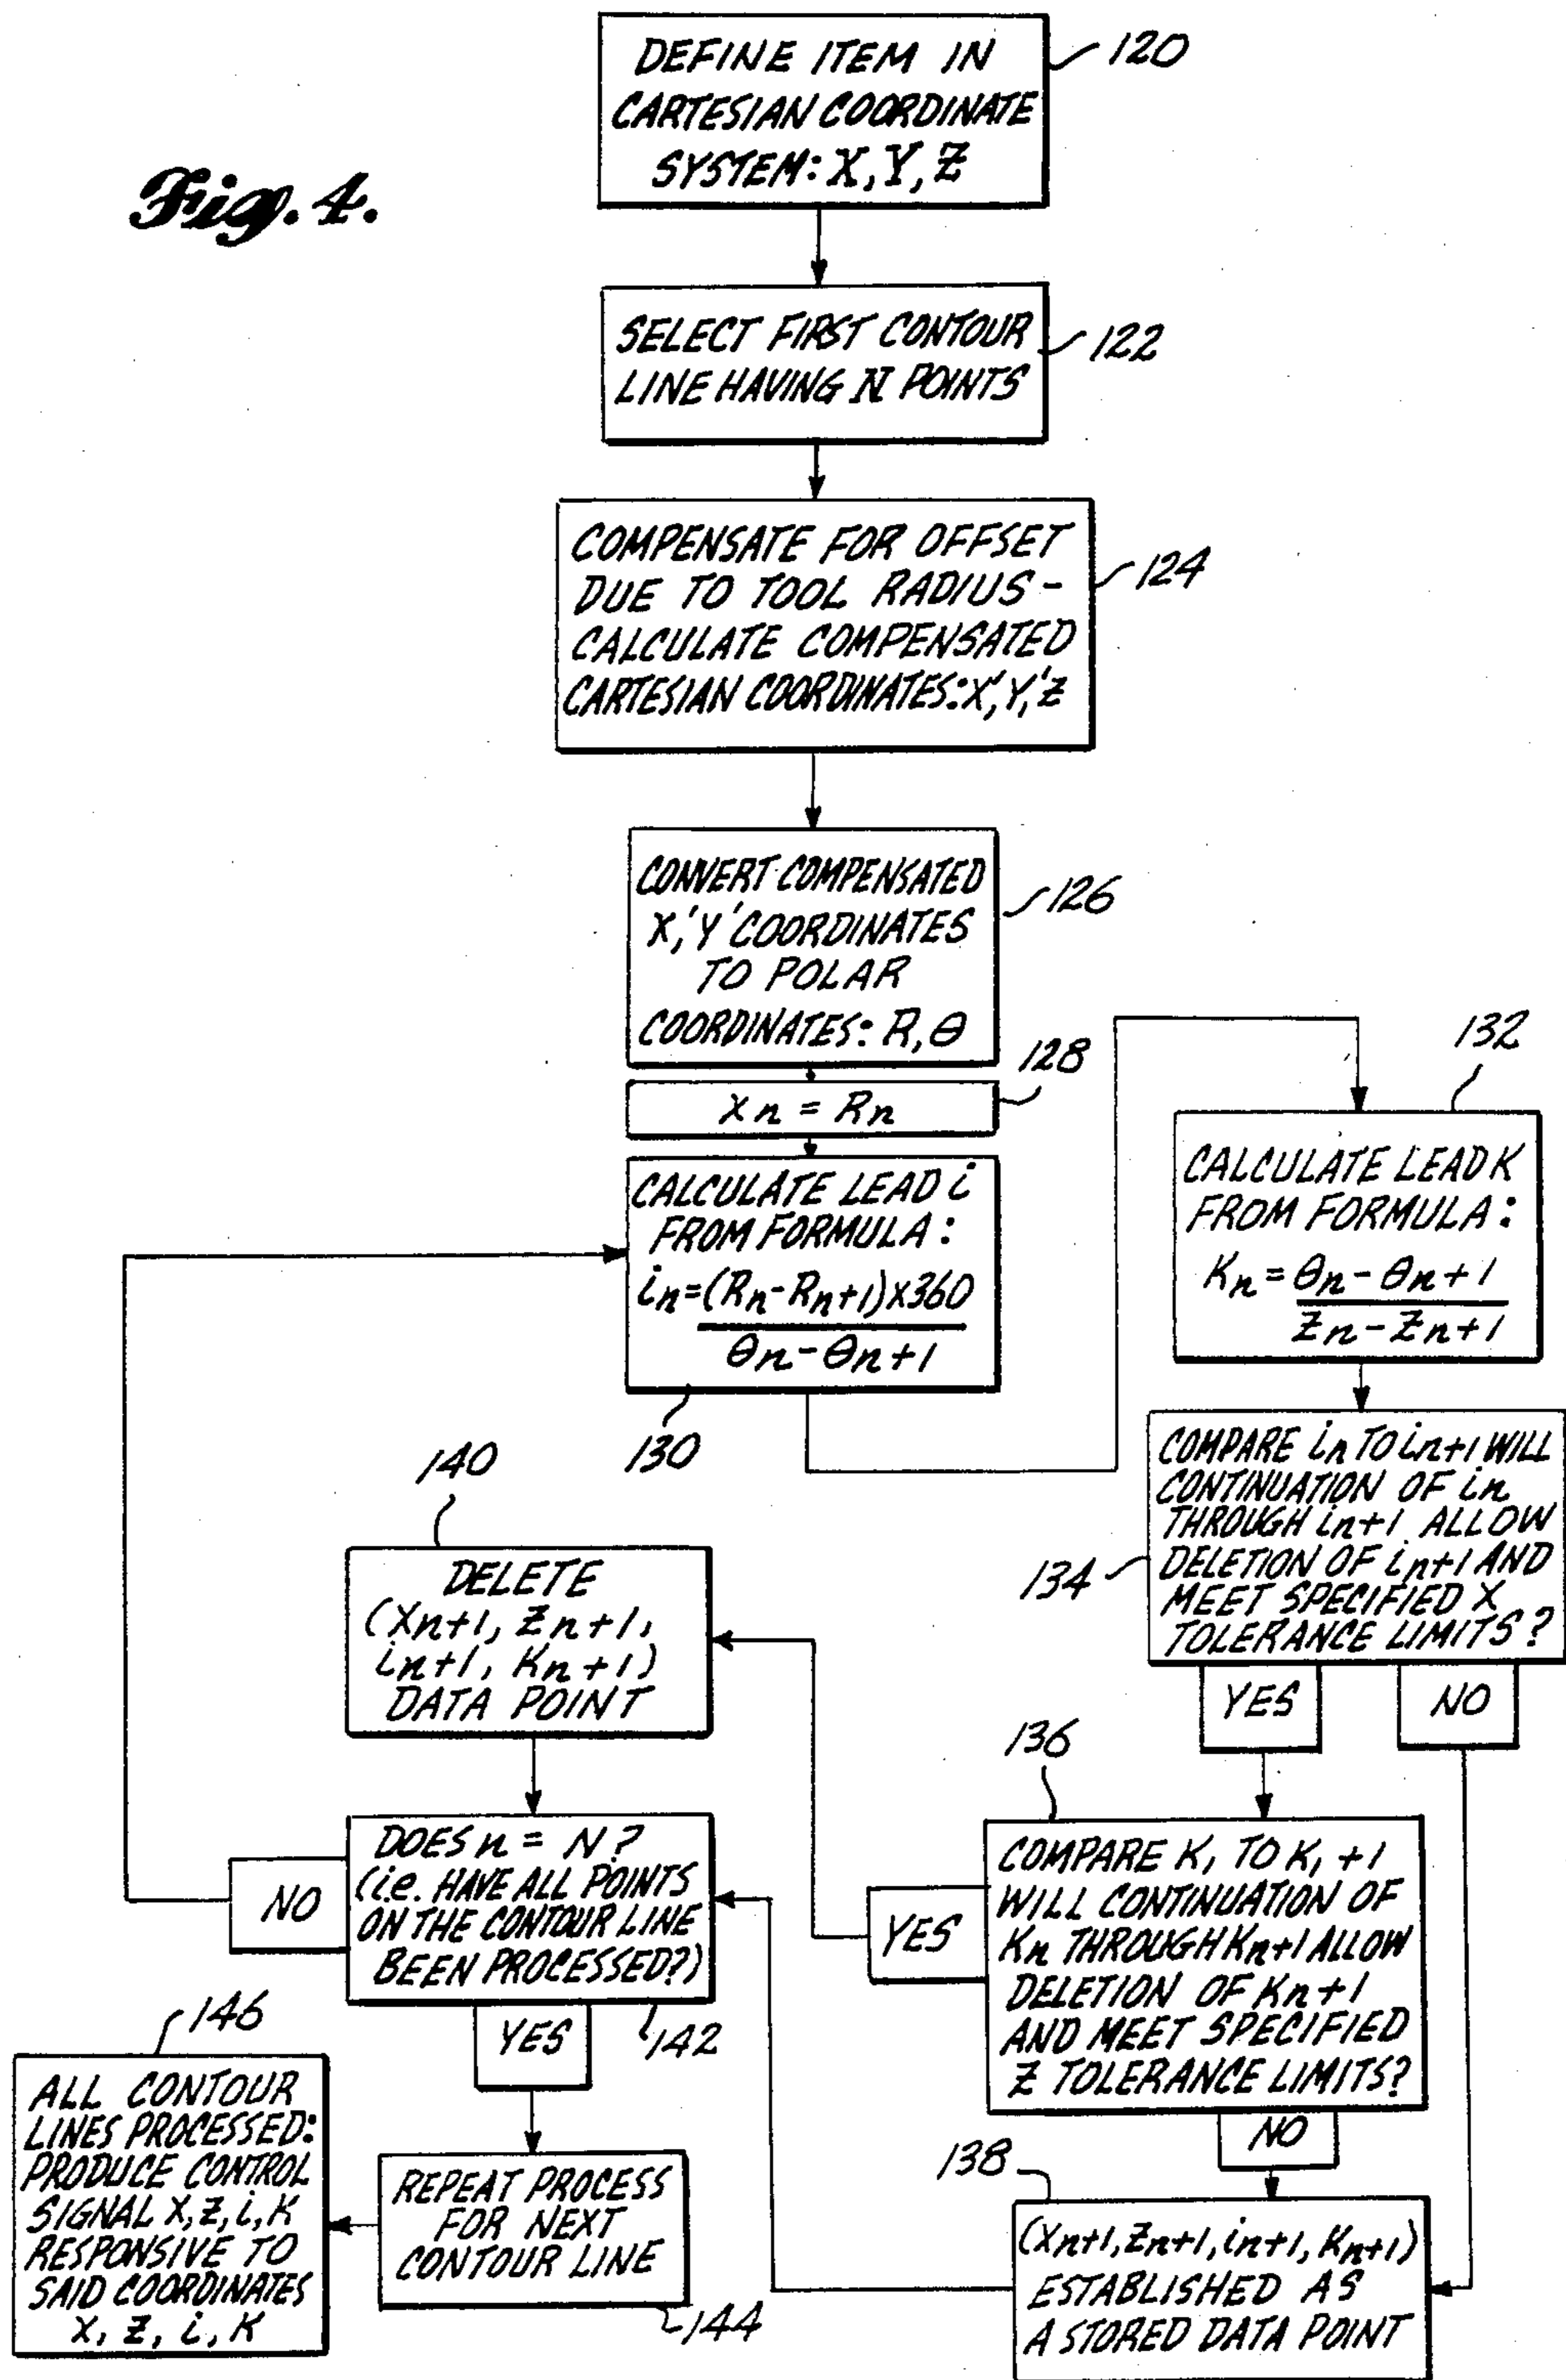 Fig. 4.
DEFINE ITEM IN
CARTESIAN COORDINATE
SYSTEM: X, Y, Z
120
SELECT FIRST CONTOUR
LINE HAVING N POINTS
122
COMPENSATE FOR OFFSET
DUE TO TOOL RADIUS -
CALCULATE COMPENSATED
CARTESIAN COORDINATES: X,' Y,' Z
124
CONVERT COMPENSATED
X,' Y' COORDINATES
TO POLAR
COORDINATES: R, θ
126
Xn = Rn
128
CALCULATE LEAD i
FROM FORMULA:
in = (Rn - Rn+1) X 360
θn - θn+1
130
132
CALCULATE LEAD K
FROM FORMULA:
Kn = θn - θn+1
Zn - Zn+1
COMPARE in TO in+1 WILL
CONTINUATION OF in
THROUGH in+1 ALLOW
DELETION OF in+1 AND
MEET SPECIFIED X
TOLERANCE LIMITS?
134
YES
NO
136
COMPARE K, TO K, +1
WILL CONTINUATION OF
Kn THROUGH Kn+1 ALLOW
DELETION OF Kn+1
AND MEET SPECIFIED
Z TOLERANCE LIMITS?
YES
NO
138
(Xn+1, Zn+1, in+1, Kn+1)
ESTABLISHED AS
A STORED DATA POINT
140
DELETE
(Xn+1, Zn+1,
in+1, Kn+1)
DATA POINT
DOES n = N?
(i.e. HAVE ALL POINTS
ON THE CONTOUR LINE
BEEN PROCESSED?)
NO
YES
142
REPEAT PROCESS
FOR NEXT
CONTOUR LINE
144
146
ALL CONTOUR
LINES PROCESSED:
PRODUCE CONTROL
SIGNAL X, Z, i, K
RESPONSIVE TO
SAID COORDINATES
X, Z, i, K